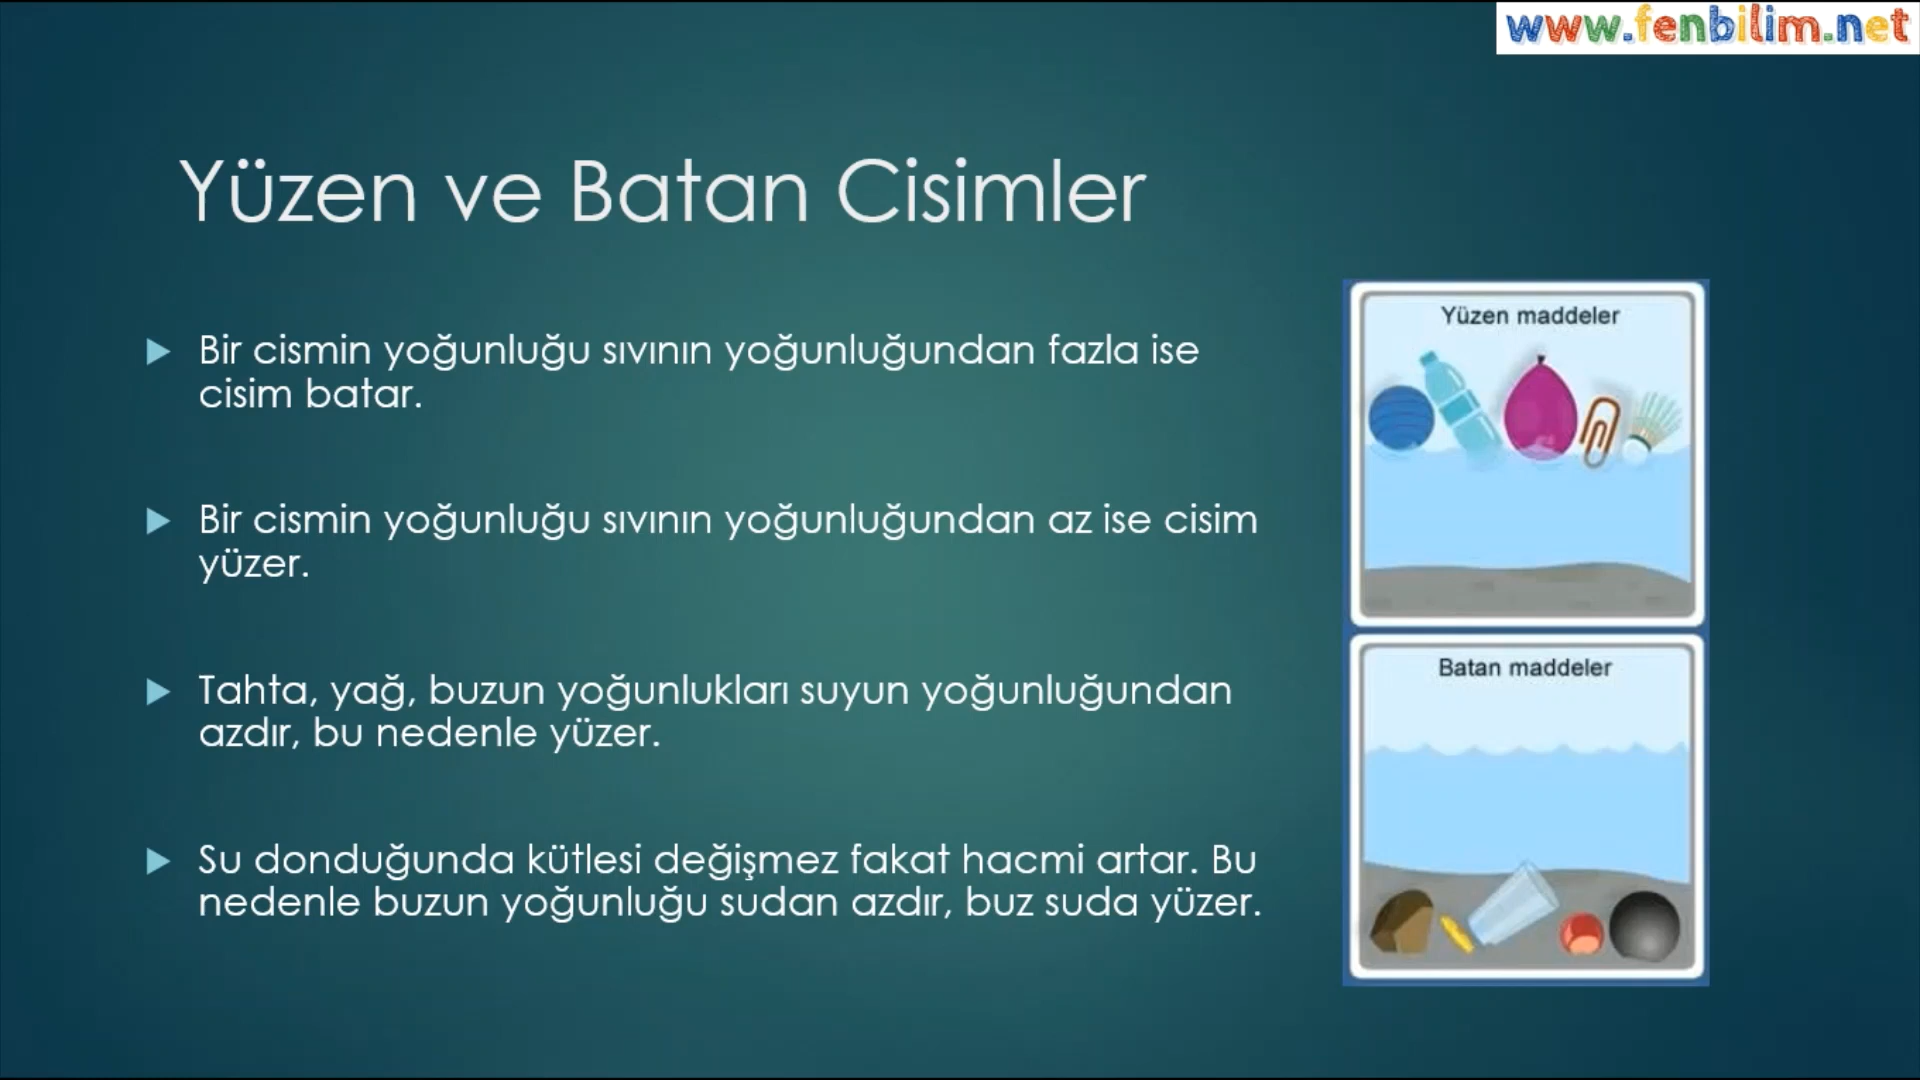 www.fenbilim.net
Yüzen ve Batan Cisimler
Bir cismin yoğunluğu sıvının yoğunluğundan fazla ise
cisim batar.
Bir cismin yoğunluğu sıvının yoğunluğundan az ise cisim
yüzer.
Tahta, yağ, buzun yoğunlukları suyun yoğunluğundan
azdır, bu nedenle yüzer.
Su donduğunda kütlesi değişmez fakat hacmi artar. Bu
nedenle buzun yoğunluğu sudan azdır, buz suda yüzer.
Yüzen maddeler
Batan maddeler